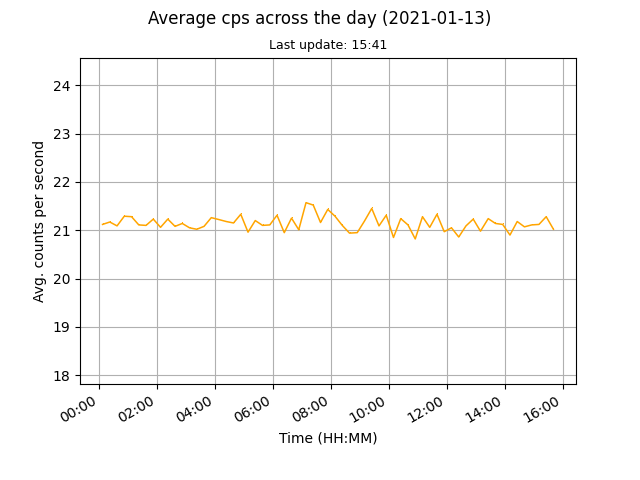 Average cps across the day (2021-01-13)
Last update: 15:41
24
23
22
21
20
19
18
Avg. counts per second
00:00 02:00 04:00 06:00 08:00 10:00 12:00 14:00 16:00
Time (HH:MM)